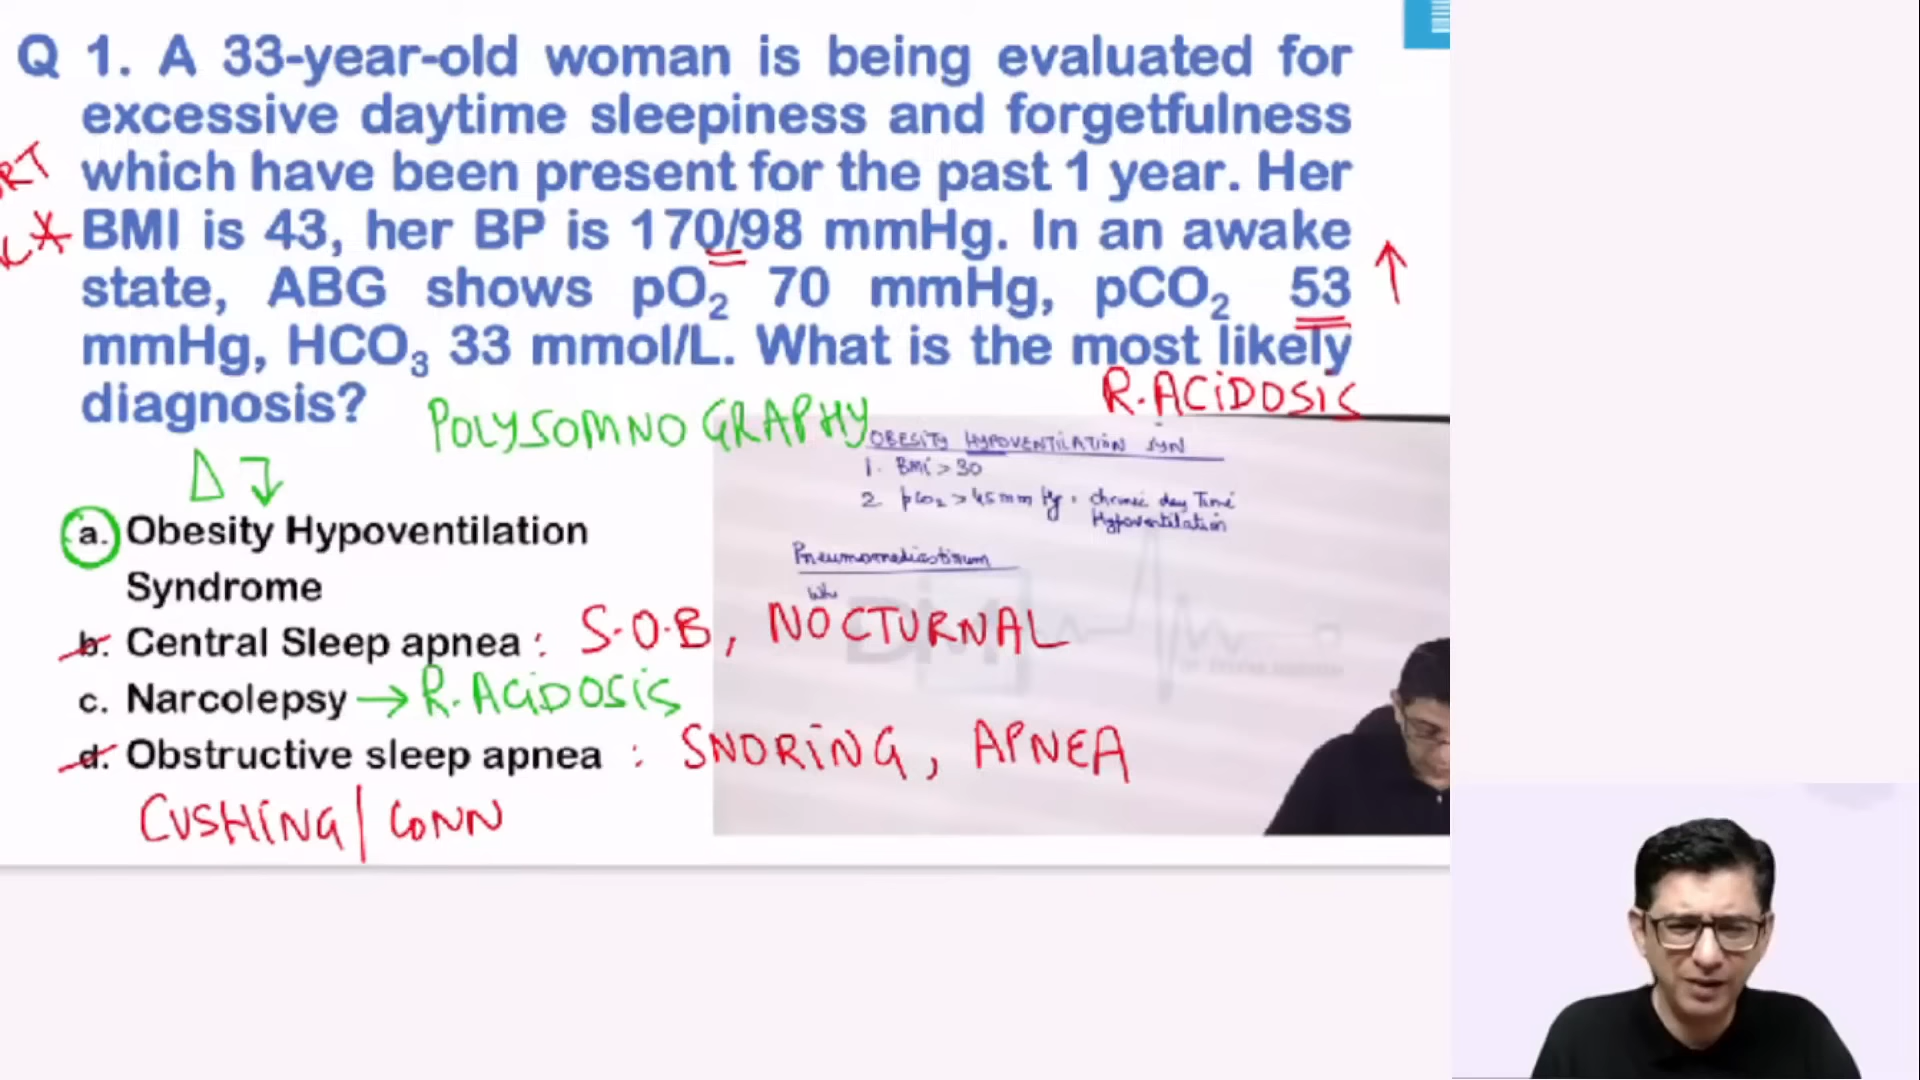 Q 1. A 33-year-old woman is being evaluated for
excessive daytime sleepiness and forgetfulness
which have been present for the past 1 year. Her
BMI is 43, her BP is 170/98 mmHg. In an awake
state, ABG shows pO₂ 70 mmHg, pCO₂ 53
mmHg, HCO₃ 33 mmol/L. What is the most likely
diagnosis?
R. ACiDOSiS
POLYSOMNOGRAPHY
OBESITY HYPOVENTILATION SYN
1. BMI > 30
2 pCO₂ > 45mm Hg. chronic day Time
Hypoventilation
Pneumomediastinum
a. Obesity Hypoventilation
Syndrome
b. Central Sleep apnea : S.O.B, NOCTURNAL
c. Narcolepsy → R. ACiDOSiS
d. Obstructive sleep apnea : SNORiNG, APNEA
CUSHiNG / CONN